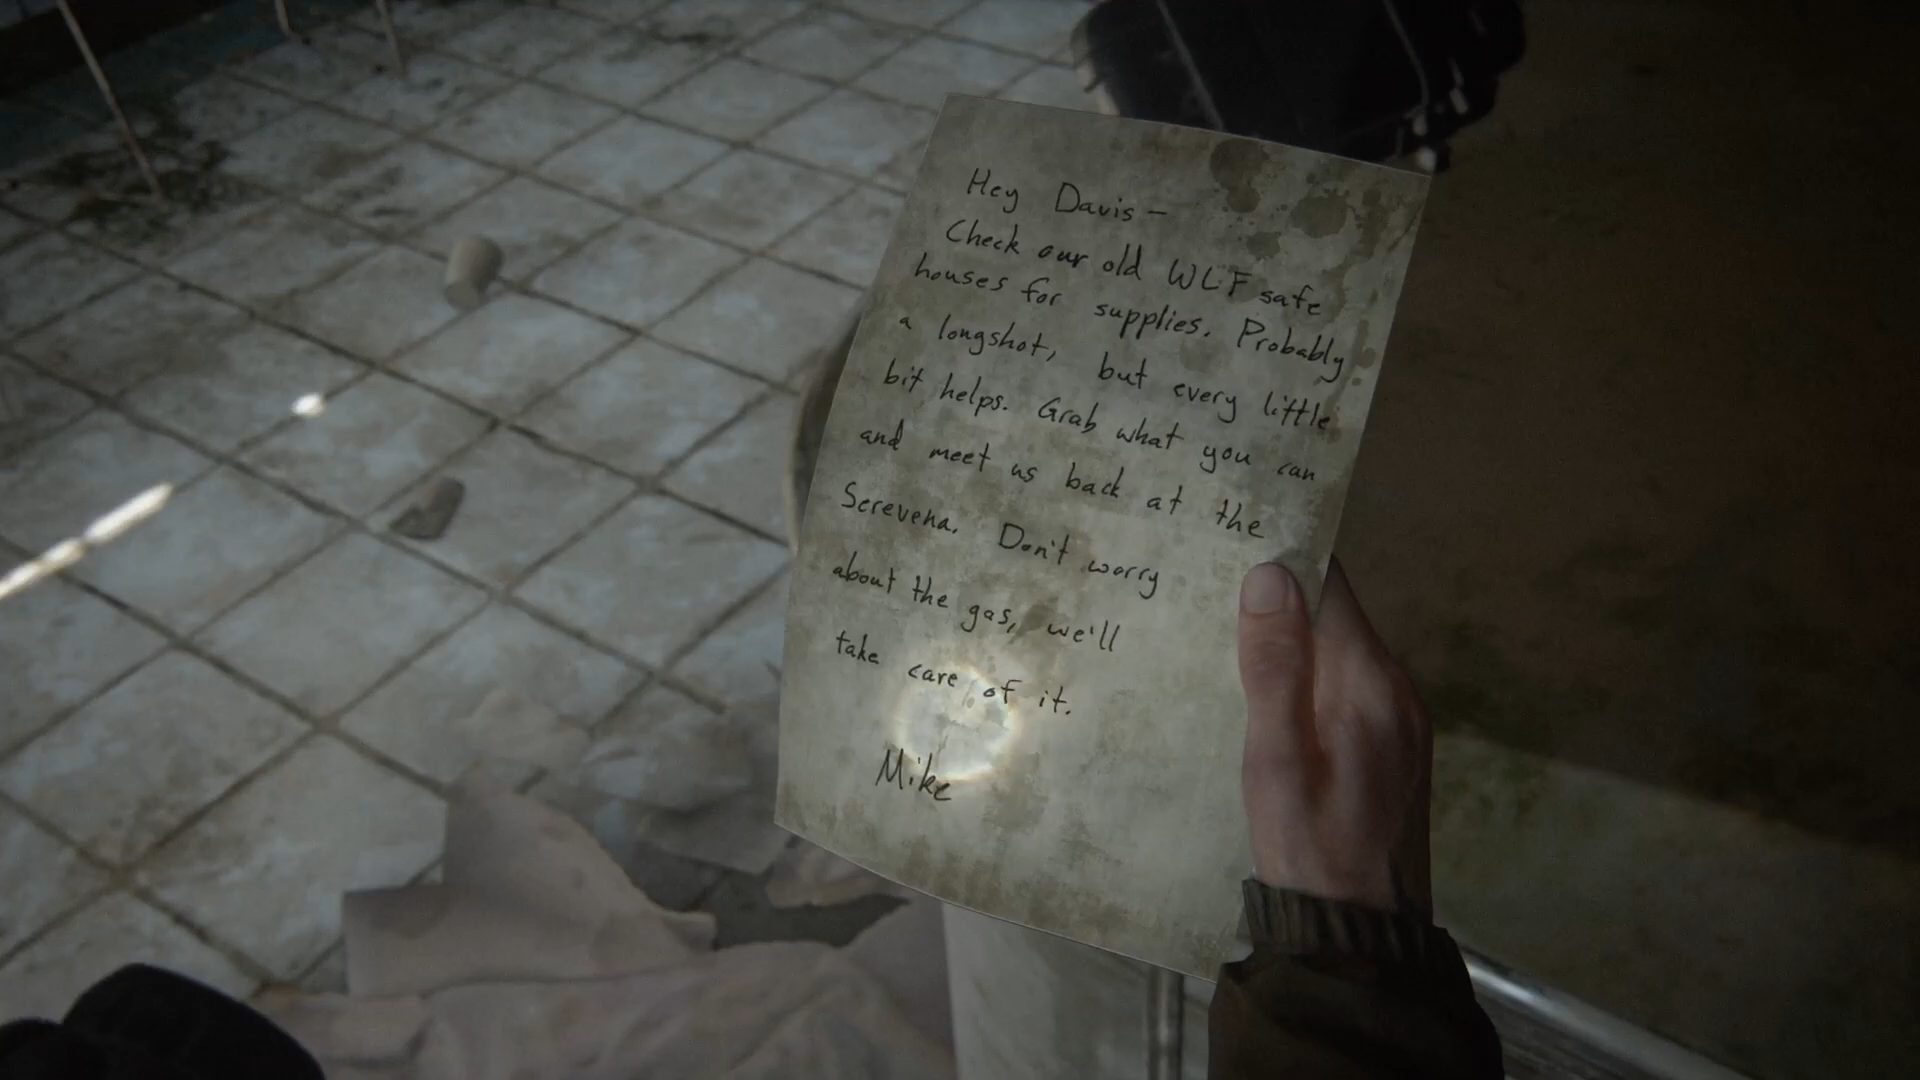 Hey Davis –
Check our old WLF safe
houses for supplies. Probably
a longshot, but every little
bit helps. Grab what you can
and meet us back at the
Serevena. Don't worry
about the gas, we'll
take care of it.
Mike